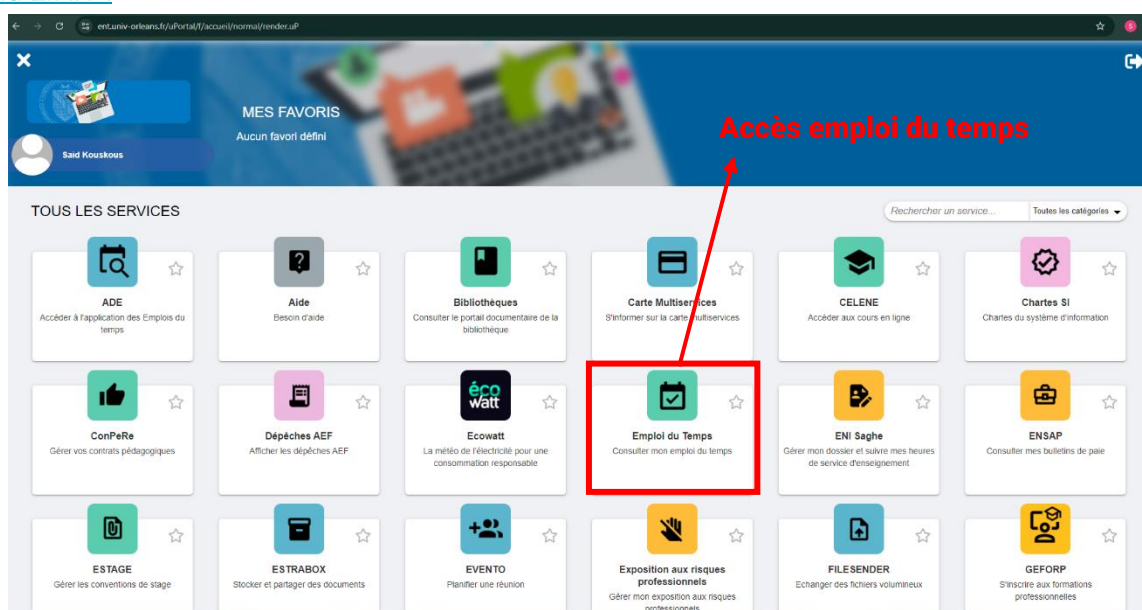 ent.univ-orleans.fr/uPortal/f/accueil/normal/render.uP
S
MES FAVORIS
Aucun favori défini
Accès emploi du temps
Said Kouskous
TOUS LES SERVICES
Rechercher un service...
Toutes les catégories
ADE
Accéder à l'application des Emplois du
temps
Aide
Besoin d'aide
Bibliothèques
Consulter le portail documentaire de la
bibliothèque
Carte Multiservices
S'informer sur la carte multiservices
CELENE
Accéder aux cours en ligne
Chartes SI
Chartes du système d'information
ConPeRe
Gérer vos contrats pédagogiques
Dépêches AEF
Afficher les dépêches AEF
éco
watt
Ecowatt
La météo de l'électricité pour une
consommation responsable
Emploi du Temps
Consulter mon emploi du temps
ENI Saghe
Gérer mon dossier et suivre mes heures
de service d'enseignement
ENSAP
Consulter mes bulletins de paie
ESTAGE
Gérer les conventions de stage
ESTRABOX
Stocker et partager des documents
EVENTO
Planifier une réunion
Exposition aux risques
professionnels
Gérer mon exposition aux risques
professionnels
FILESENDER
Echanger des fichiers volumineux
GEFORP
S'inscrire aux formations
professionnelles